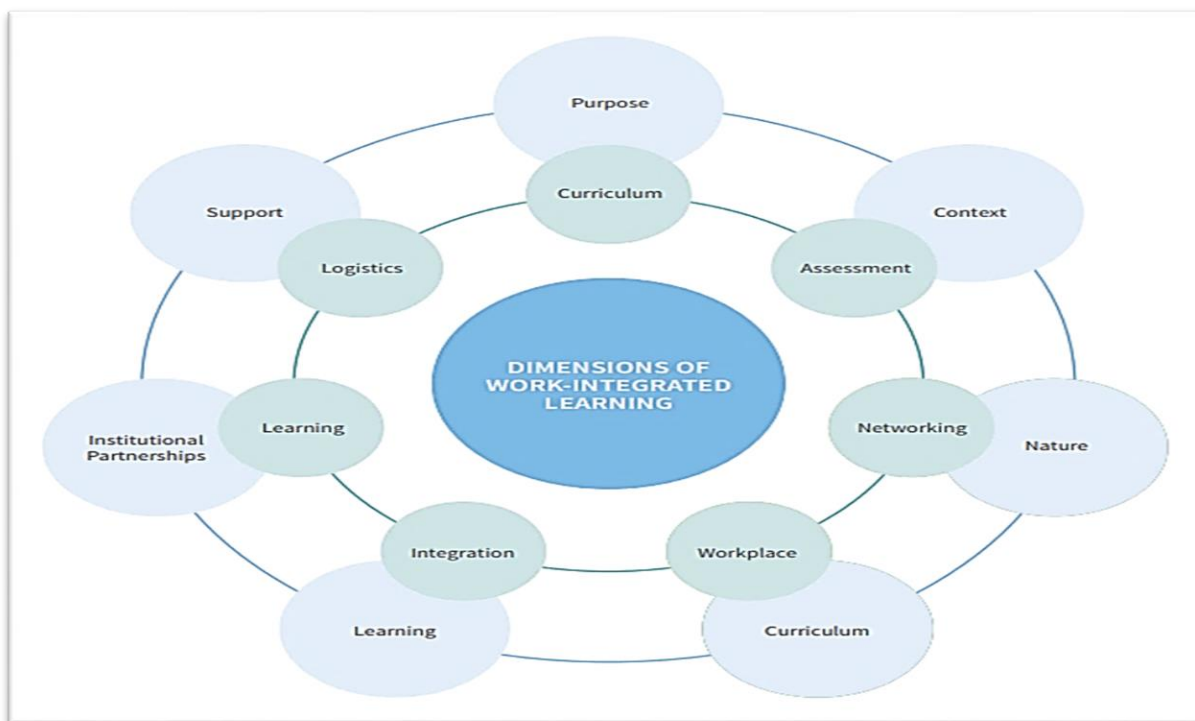 Purpose
Curriculum
Support
Context
Logistics
Assessment
DIMENSIONS OF
WORK-INTEGRATED
LEARNING
Learning
Networking
Institutional
Partnerships
Nature
Integration
Workplace
Learning
Curriculum